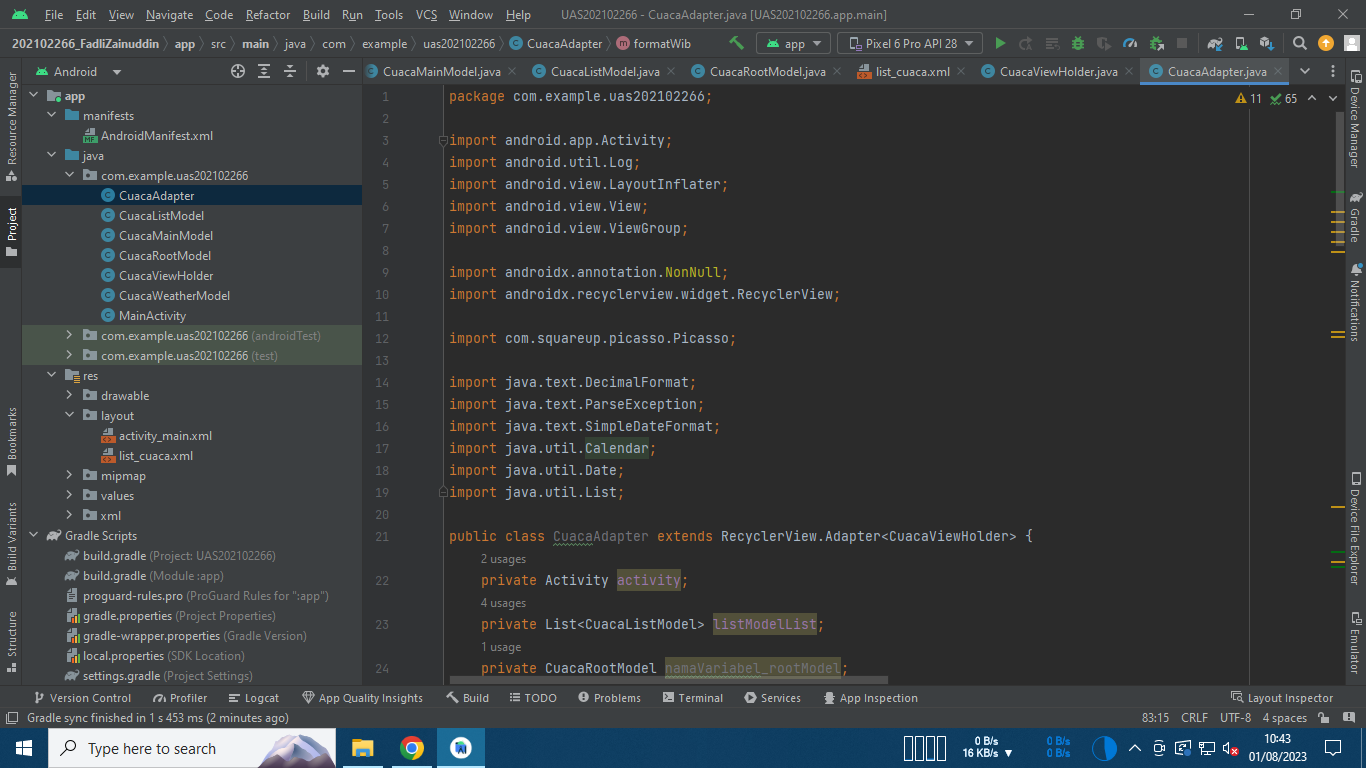 File Edit View Navigate Code Refactor Build Run Tools VCS Window Help UAS202102266 - CuacaAdapter.java [UAS202102266.app.main]
202102266_FadliZainuddin app src main java com example uas202102266 CuacaAdapter formatWib app Pixel 6 Pro API 28
Android CuacaMainModel.java CuacaListModel.java CuacaRootModel.java list_cuaca.xml CuacaViewHolder.java CuacaAdapter.java
Resource Manager
Project
Bookmarks
Build Variants
Structure
app
manifests
AndroidManifest.xml
java
com.example.uas202102266
CuacaAdapter
CuacaListModel
CuacaMainModel
CuacaRootModel
CuacaViewHolder
CuacaWeatherModel
MainActivity
com.example.uas202102266 (androidTest)
com.example.uas202102266 (test)
res
drawable
layout
activity_main.xml
list_cuaca.xml
mipmap
values
xml
Gradle Scripts
build.gradle (Project: UAS202102266)
build.gradle (Module :app)
proguard-rules.pro (ProGuard Rules for ":app")
gradle.properties (Project Properties)
gradle-wrapper.properties (Gradle Version)
local.properties (SDK Location)
settings.gradle (Project Settings)
11 65
1 package com.example.uas202102266;
2
3 import android.app.Activity;
4 import android.util.Log;
5 import android.view.LayoutInflater;
6 import android.view.View;
7 import android.view.ViewGroup;
8
9 import androidx.annotation.NonNull;
10 import androidx.recyclerview.widget.RecyclerView;
11
12 import com.squareup.picasso.Picasso;
13
14 import java.text.DecimalFormat;
15 import java.text.ParseException;
16 import java.text.SimpleDateFormat;
17 import java.util.Calendar;
18 import java.util.Date;
19 import java.util.List;
20
21 public class CuacaAdapter extends RecyclerView.Adapter<CuacaViewHolder> {
2 usages
22 private Activity activity;
4 usages
23 private List<CuacaListModel> listModelList;
1 usage
24 private CuacaRootModel namaVariabel_rootModel;
Device Manager
Gradle
Notifications
Device File Explorer
Emulator
Version Control Profiler Logcat App Quality Insights Build TODO Problems Terminal Services App Inspection Layout Inspector
Gradle sync finished in 1 s 453 ms (2 minutes ago) 83:15 CRLF UTF-8 4 spaces
Type here to search
0 B/s
16 KB/s
0 B/s
0 B/s
10:43
01/08/2023